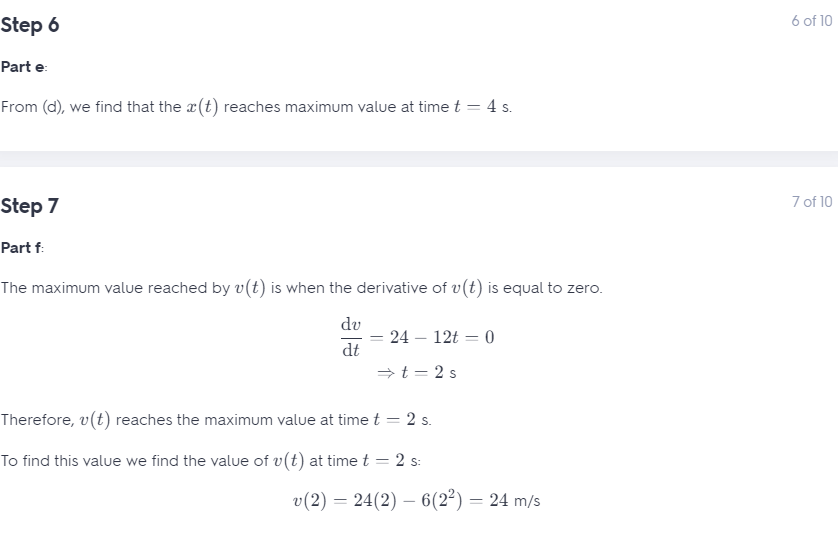 Step 6
6 of 10
Part e:
From (d), we find that the x(t) reaches maximum value at time t = 4 s.
Step 7
7 of 10
Part f:
The maximum value reached by v(t) is when the derivative of v(t) is equal to zero.
dv/dt = 24 − 12t = 0
⇒ t = 2 s
Therefore, v(t) reaches the maximum value at time t = 2 s.
To find this value we find the value of v(t) at time t = 2 s:
v(2) = 24(2) − 6(2²) = 24 m/s